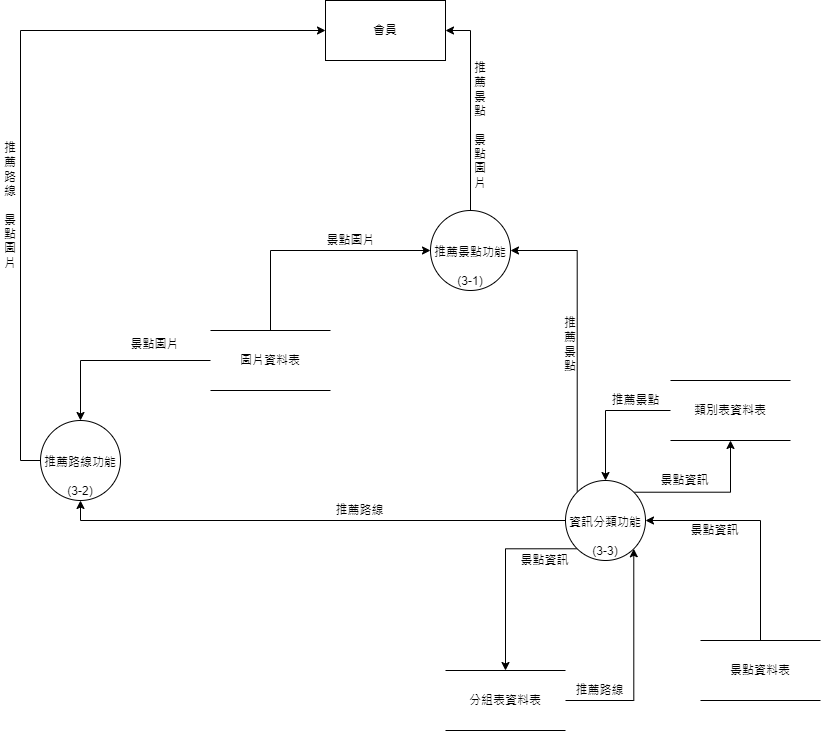 會員
推薦景點 景點圖片
推薦路線 景點圖片
景點圖片
推薦景點功能
(3-1)
推薦景點
景點圖片
圖片資料表
推薦景點
類別表資料表
推薦路線功能
(3-2)
景點資訊
推薦路線
資訊分類功能
(3-3)
景點資訊
景點資訊
景點資料表
推薦路線
分組表資料表